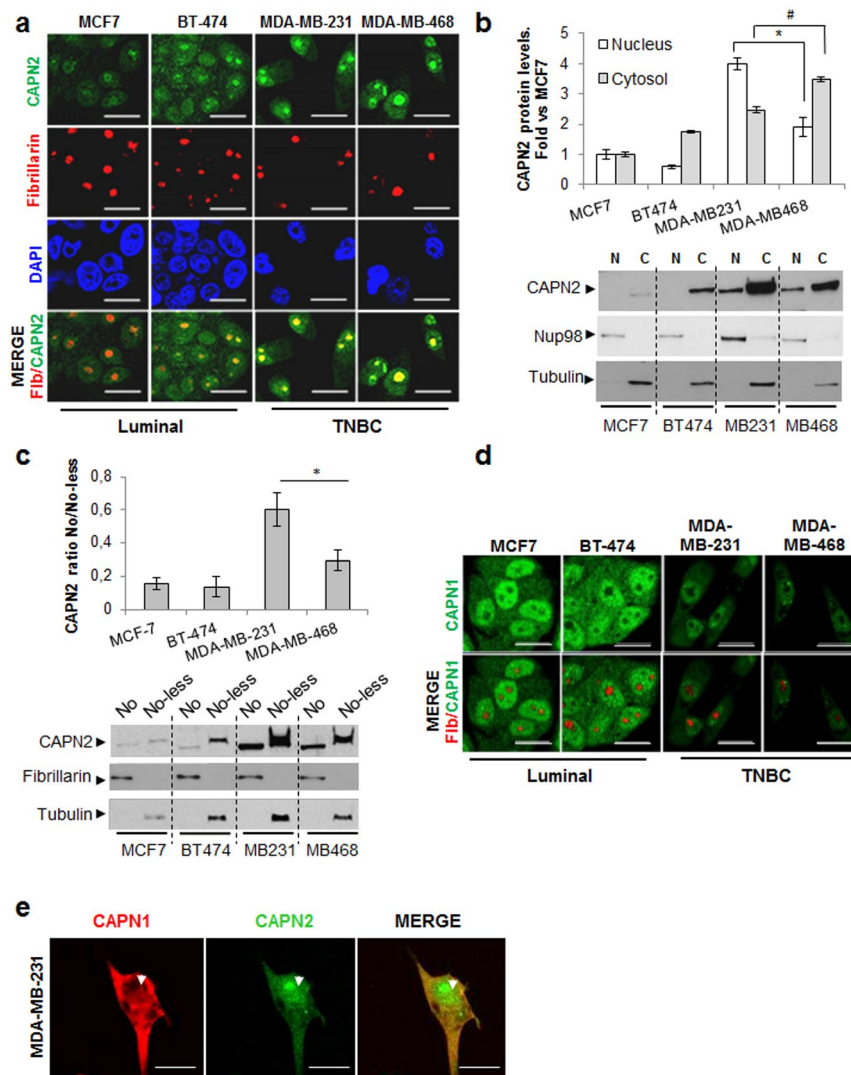 a
MCF7 BT-474 MDA-MB-231 MDA-MB-468
CAPN2
Fibrillarin
DAPI
MERGE
Fib/CAPN2
Luminal TNBC
b
CAPN2 protein levels.
Fold vs MCF7
5
4
3
2
1
0
Nucleus
Cytosol
#
*
MCF7 BT474 MDA-MB231 MDA-MB468
N C N C N C N C
CAPN2
Nup98
Tubulin
MCF7 BT474 MB231 MB468
c
CAPN2 ratio No/No-less
0,8
0,6
0,4
0,2
0
*
MCF-7 BT-474 MDA-MB-231 MDA-MB-468
No No-less No No-less No No-less No No-less
CAPN2
Fibrillarin
Tubulin
MCF7 BT474 MB231 MB468
d
MCF7 BT-474 MDA-MB-231 MDA-MB-468
CAPN1
MERGE
Fib/CAPN1
Luminal TNBC
e
CAPN1 CAPN2 MERGE
MDA-MB-231